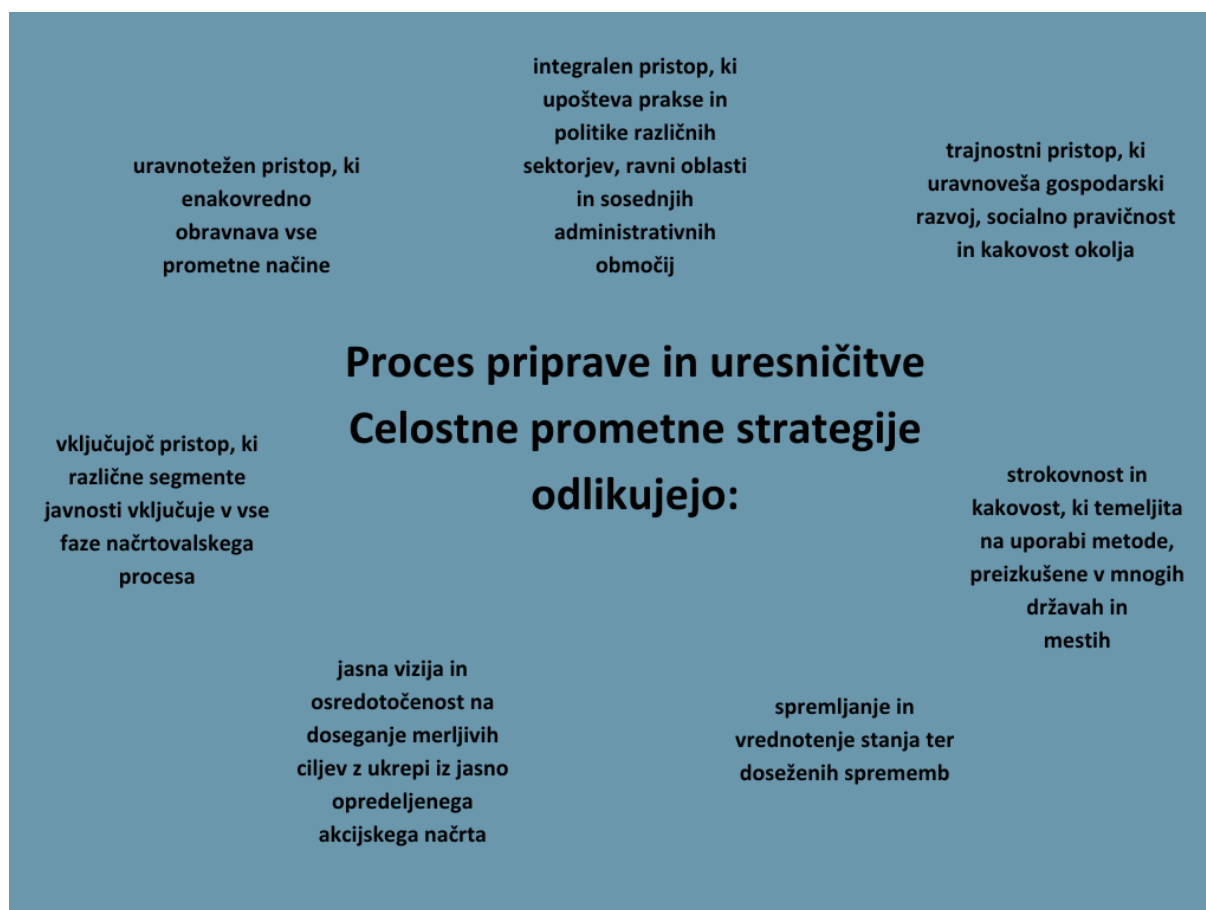 integralen pristop, ki
upošteva prakse in
politike različnih
sektorjev, ravni oblasti
in sosednjih
administrativnih
območij
uravnotežen pristop, ki
enakovredno
obravnava vse
prometne načine
trajnostni pristop, ki
uravnoveša gospodarski
razvoj, socialno pravičnost
in kakovost okolja
Proces priprave in uresničitve
Celostne prometne strategije
odlikujejo:
vključujoč pristop, ki
različne segmente
javnosti vključuje v vse
faze načrtovalskega
procesa
strokovnost in
kakovost, ki temeljita
na uporabi metode,
preizkušene v mnogih
državah in
mestih
jasna vizija in
osredotočenost na
doseganje merljivih
ciljev z ukrepi iz jasno
opredeljenega
akcijskega načrta
spremljanje in
vrednotenje stanja ter
doseženih sprememb